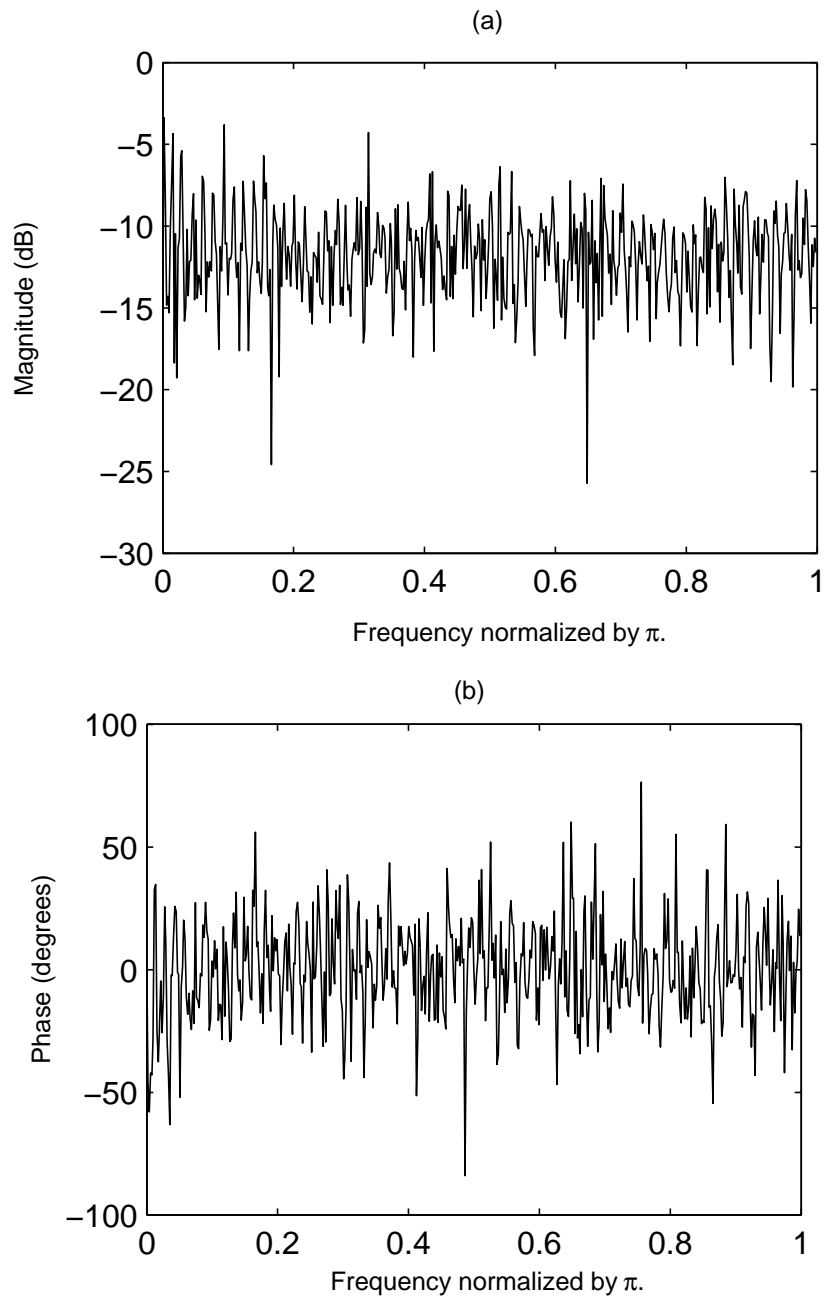 (a)
0
−5
−10
−15
−20
−25
−30
Magnitude (dB)
0 0.2 0.4 0.6 0.8 1
Frequency normalized by π.
(b)
100
50
0
−50
−100
Phase (degrees)
0 0.2 0.4 0.6 0.8 1
Frequency normalized by π.